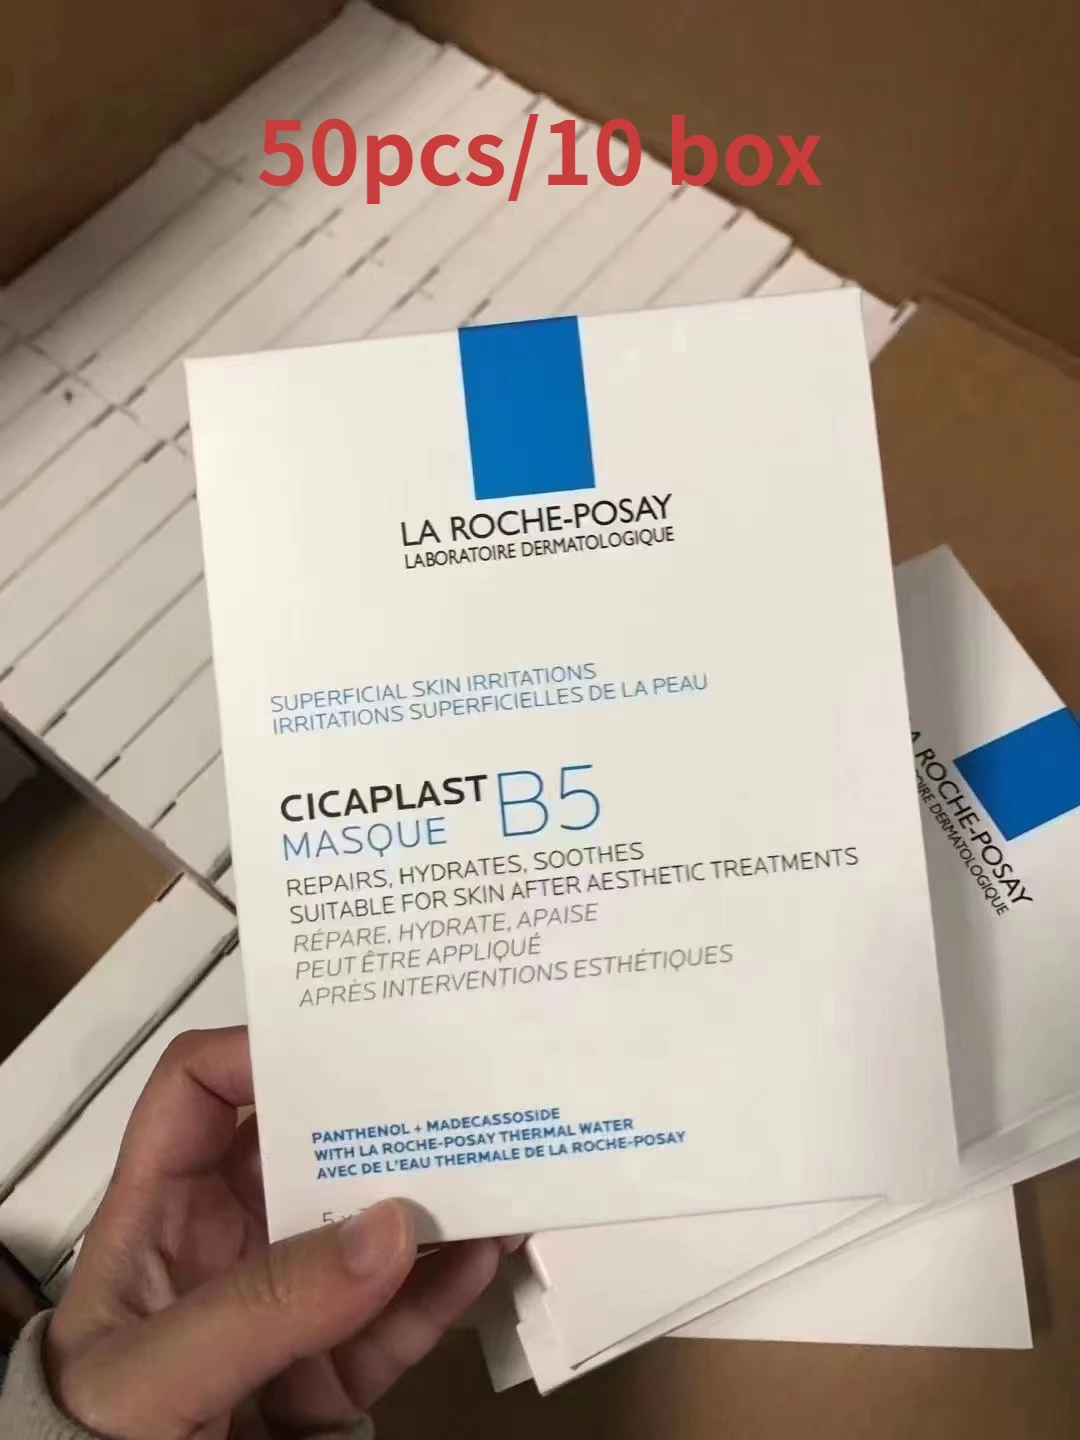 50pcs/10 box
LA ROCHE-POSAY
LABORATOIRE DERMATOLOGIQUE
SUPERFICIAL SKIN IRRITATIONS
IRRITATIONS SUPERFICIELLES DE LA PEAU
CICAPLAST B5
MASQUE
REPAIRS, HYDRATES, SOOTHES
SUITABLE FOR SKIN AFTER AESTHETIC TREATMENTS
RÉPARE, HYDRATE, APAISE
PEUT ÊTRE APPLIQUÉ
APRÈS INTERVENTIONS ESTHÉTIQUES
PANTHENOL + MADECASSOSIDE
WITH LA ROCHE-POSAY THERMAL WATER
AVEC DE L'EAU THERMALE DE LA ROCHE-POSAY
5 x
A ROCHE-POSAY
DERMATOLOGIQUE